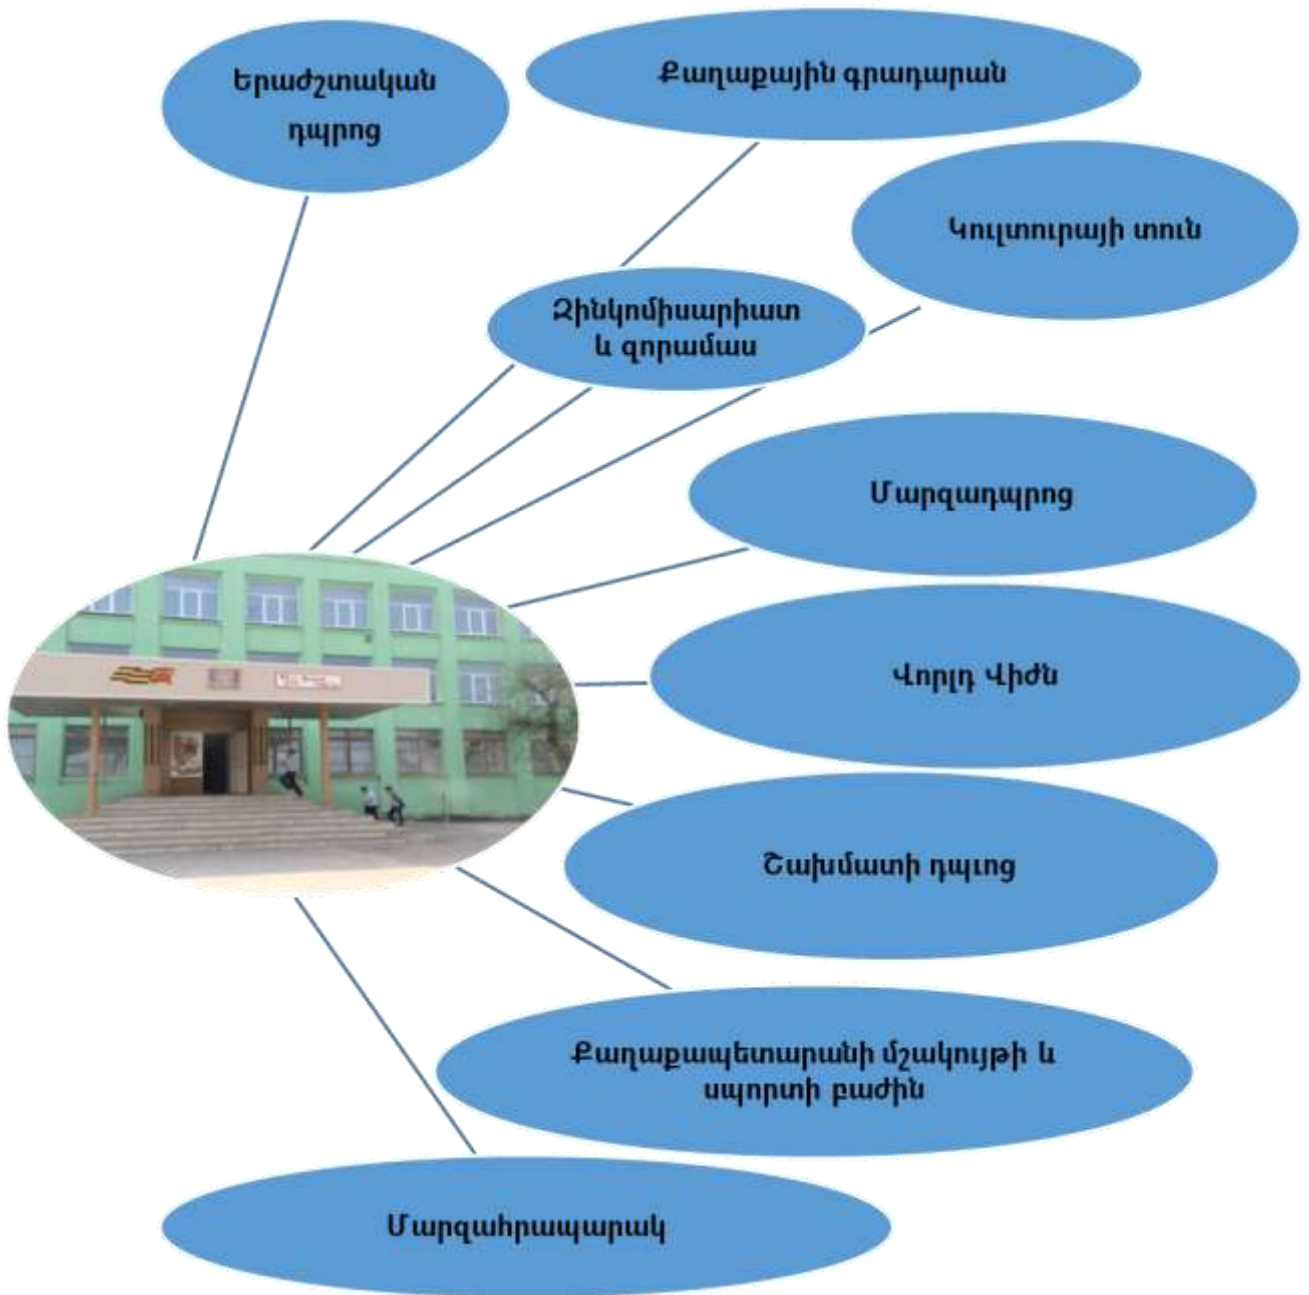 Երաժշտական
դպրոց
Քաղաքային գրադարան
Կուլտուրայի տուն
Զինկոմիսարիատ
և զորամաս
Մարզադպրոց
Վորլդ Վիժն
Շախմատի դպւոց
Քաղաքապետարանի մշակույթի և
սպորտի բաժին
Մարզահրապարակ